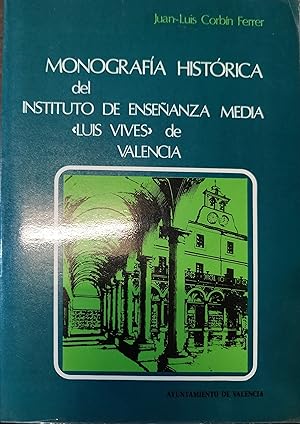 Juan-Luis Corbín Ferrer
MONOGRAFÍA HISTÓRICA
del
INSTITUTO DE ENSEÑANZA MEDIA
«LUIS VIVES» de
VALENCIA
AYUNTAMIENTO DE VALENCIA